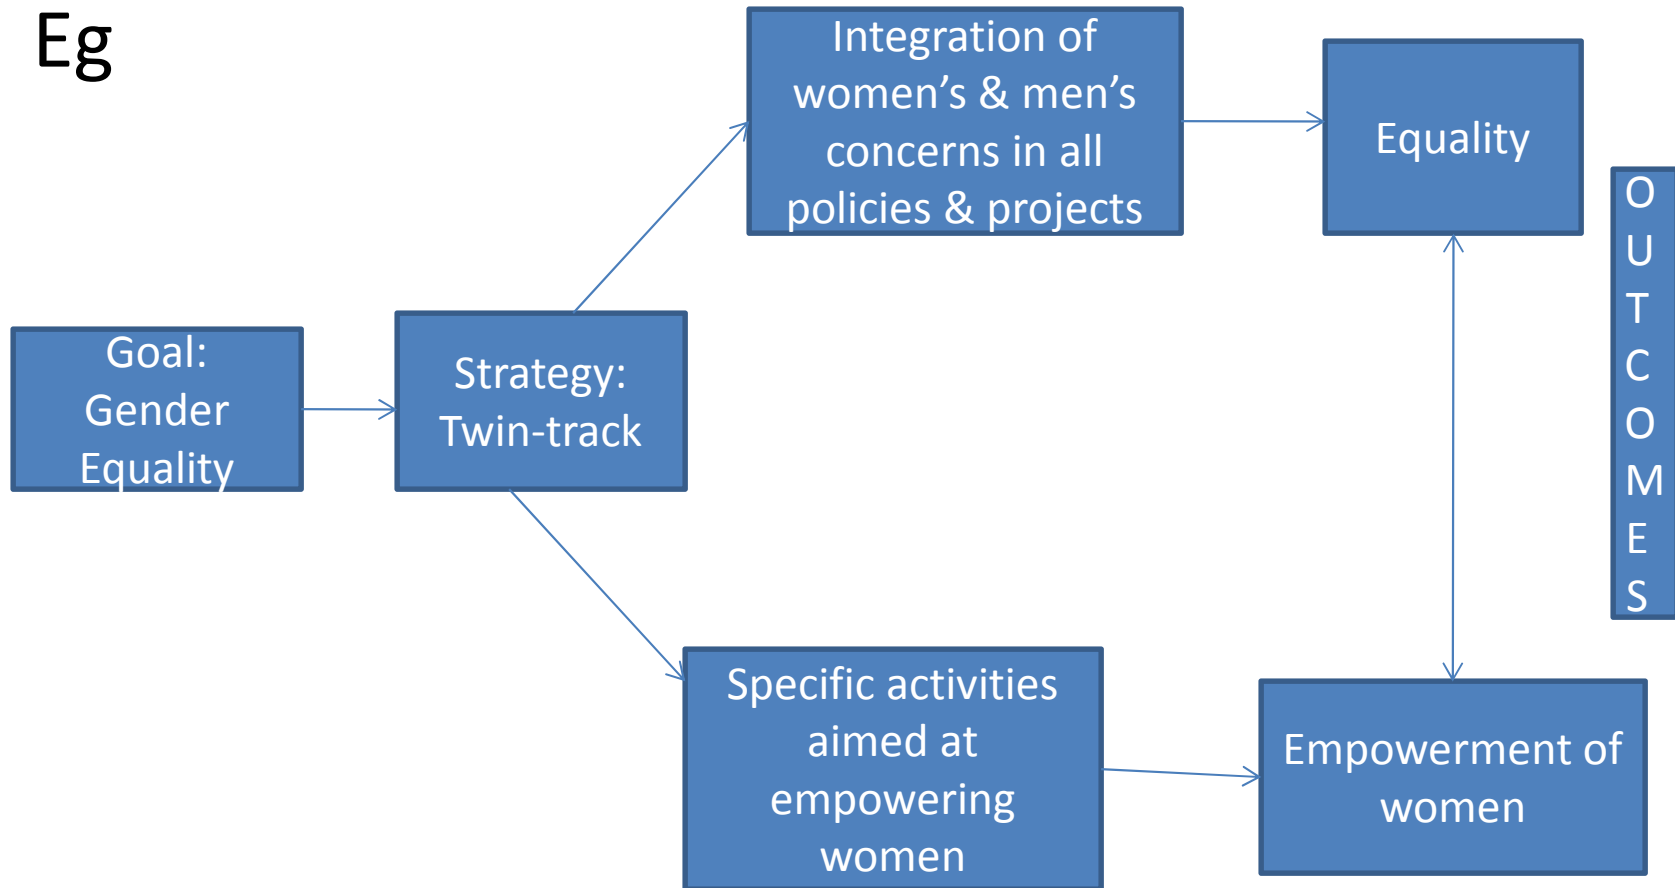 Eg
Integration of
women’s & men’s
concerns in all
policies & projects
Equality
O
U
T
C
O
M
E
S
Goal:
Gender
Equality
Strategy:
Twin-track
Specific activities
aimed at
empowering
women
Empowerment of
women